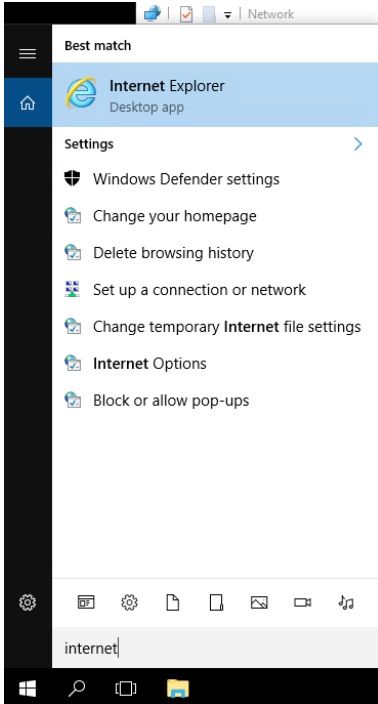 Network
Best match
Internet Explorer
Desktop app
Settings
Windows Defender settings
Change your homepage
Delete browsing history
Set up a connection or network
Change temporary Internet file settings
Internet Options
Block or allow pop-ups
internet